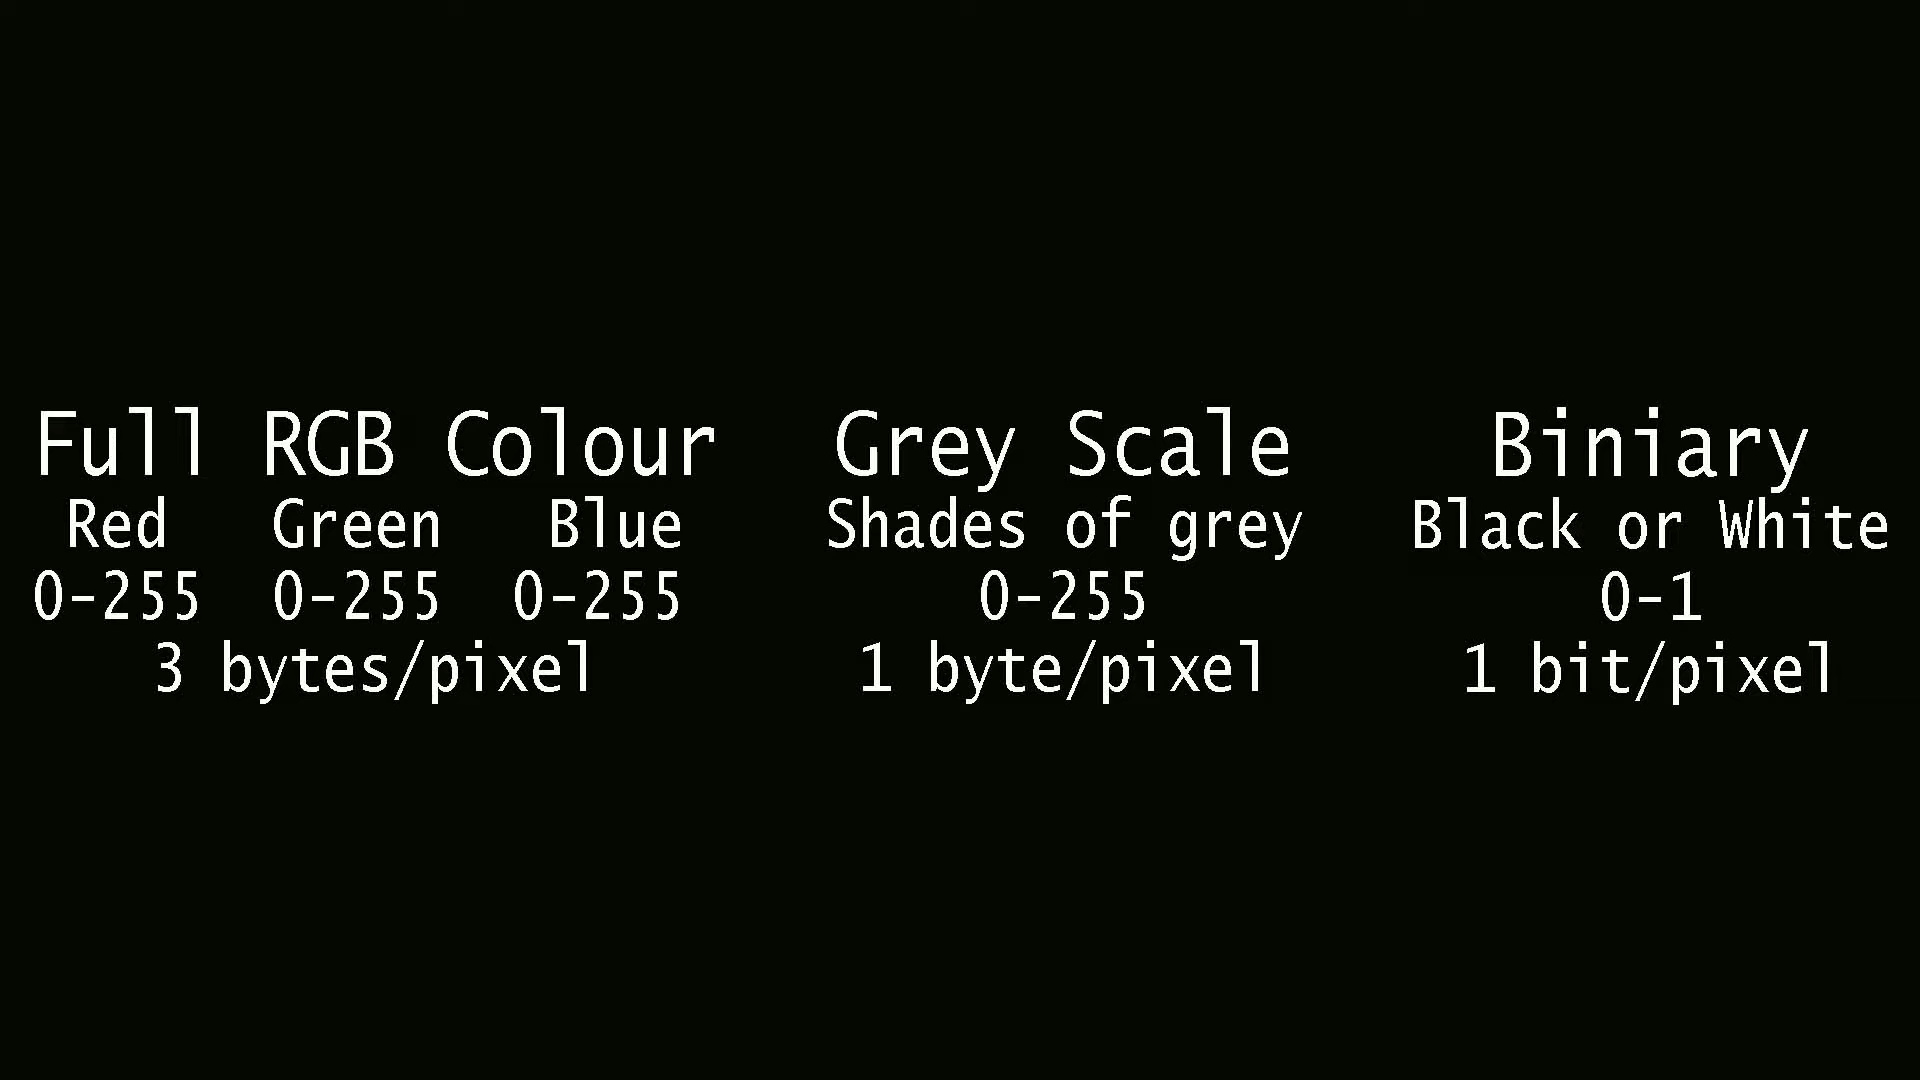 Full RGB Colour
Red Green Blue
0-255 0-255 0-255
3 bytes/pixel
Grey Scale
Shades of grey
0-255
1 byte/pixel
Biniary
Black or White
0-1
1 bit/pixel